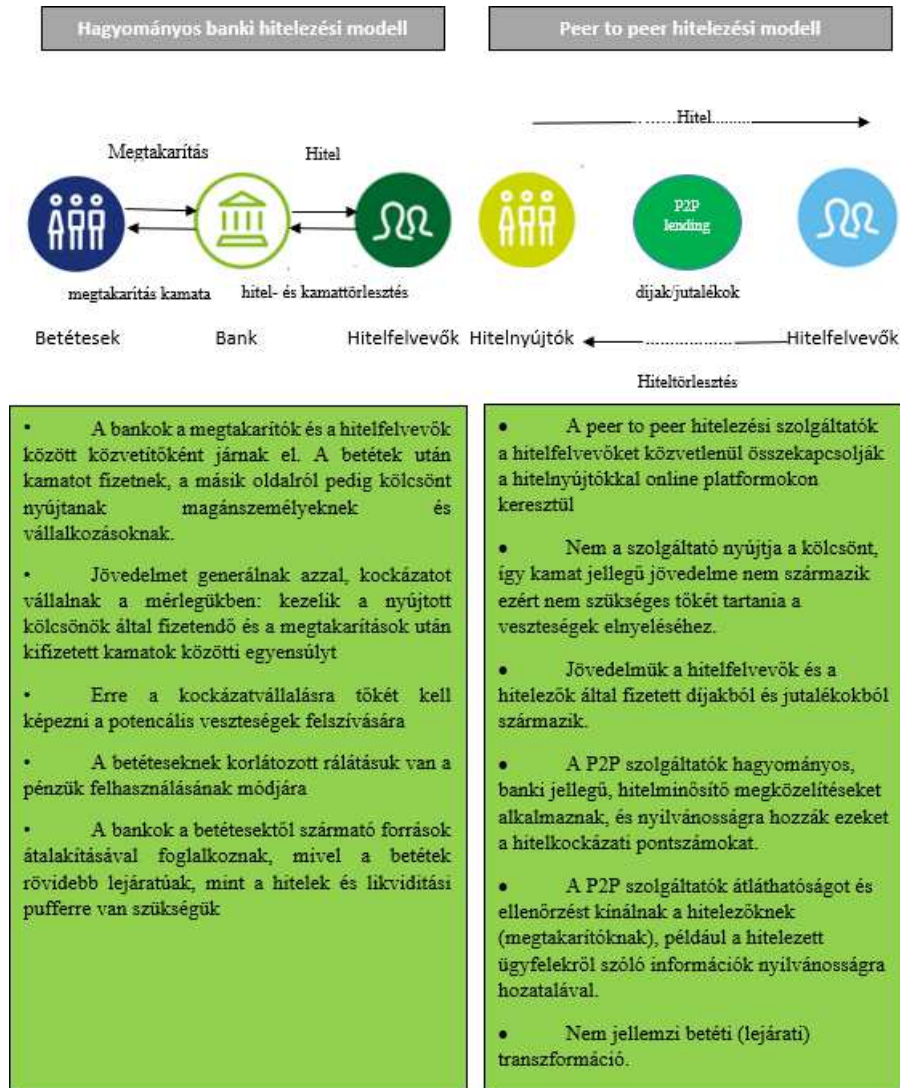 Hagyományos banki hitelezési modell
Megtakarítás
Hitel
megtakarítás kamata
hitel- és kamattörlesztés
Betétesek
Bank
Hitelfelvevők
• A bankok a megtakarítók és a hitelfelvevők
között közvetítőként járnak el. A betétek után
kamatot fizetnek, a másik oldalról pedig kölcsönt
nyújtanak magánszemélyeknek és
vállalkozásoknak.
• Jövedelmet generálnak azzal, kockázatot
vállalnak a mérlegükben: kezelik a nyújtott
kölcsönök által fizetendő és a megtakarítások után
kifizetett kamatok közötti egyensúlyt
• Erre a kockázatvállalásra tőkét kell
képezni a potencális veszteségek felszívására
• A betéteseknek korlátozott rálátásuk van a
pénzük felhasználásának módjára
• A bankok a betétesektől szármató források
átalakításával foglalkoznak, mivel a betétek
rövidebb lejáratúak, mint a hitelek és likviditási
pufferre van szükségük
Peer to peer hitelezési modell
Hitel
P2P
lending
díjak/jutalékok
Hitelnyújtók
Hitelfelvevők
Hiteltörlesztés
• A peer to peer hitelezési szolgáltatók
a hitelfelvevőket közvetlenül összekapcsolják
a hitelnyújtókkal online platformokon
keresztül
• Nem a szolgáltató nyújtja a kölcsönt,
így kamat jellegű jövedelme nem származik
ezért nem szükséges tőkét tartania a
veszteségek elnyeléséhez.
• Jövedelmük a hitelfelvevők és a
hitelezők által fizetett díjakból és jutalékokból
származik.
• A P2P szolgáltatók hagyományos,
banki jellegű, hitelminősítő megközelítéseket
alkalmaznak, és nyilvánosságra hozzák ezeket
a hitelkockázati pontszámokat.
• A P2P szolgáltatók átláthatóságot és
ellenőrzést kínálnak a hitelezőknek
(megtakarítóknak), például a hitelezett
ügyfelekről szóló információk nyilvánosságra
hozatalával.
• Nem jellemzi betéti (lejárati)
transzformáció.